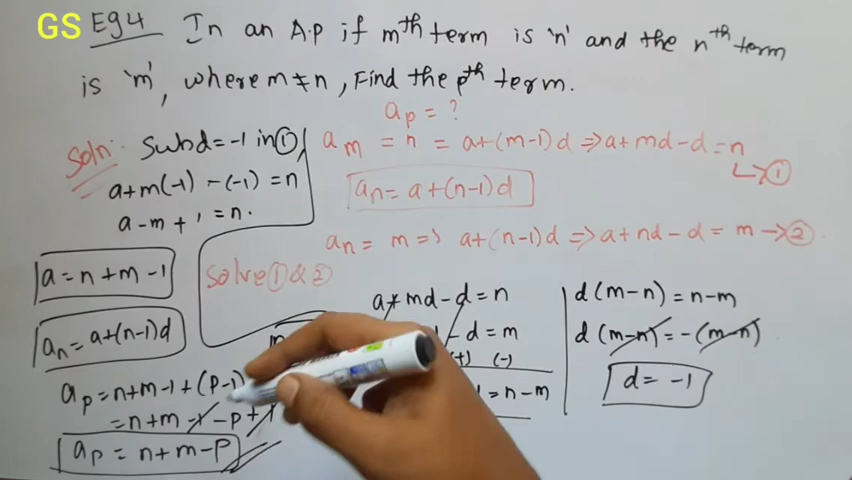 GS Eg4 In an A.P if mth term is 'n' and the nth term
is 'm', where m ≠ n, Find the pth term.
ap = ?
Soln:
am = n = a+(m-1)d ⇒ a+md-d = n
↳ ①
an = a+(n-1)d
an = m ⇒ a+(n-1)d ⇒ a+nd-d = m → ②
Sub d=-1 in ①,
a+m(-1) -(-1) = n
a-m+1 = n.
a = n+m-1
an = a+(n-1)d
ap = n+m-1+(p-1)
= n+m-1-p+1
ap = n+m-p
Solve ① & ②
a+md-d = n
-d = m
(+) (-)
d = n-m
d(m-n) = n-m
d(m-n) = -(m-n)
d = -1